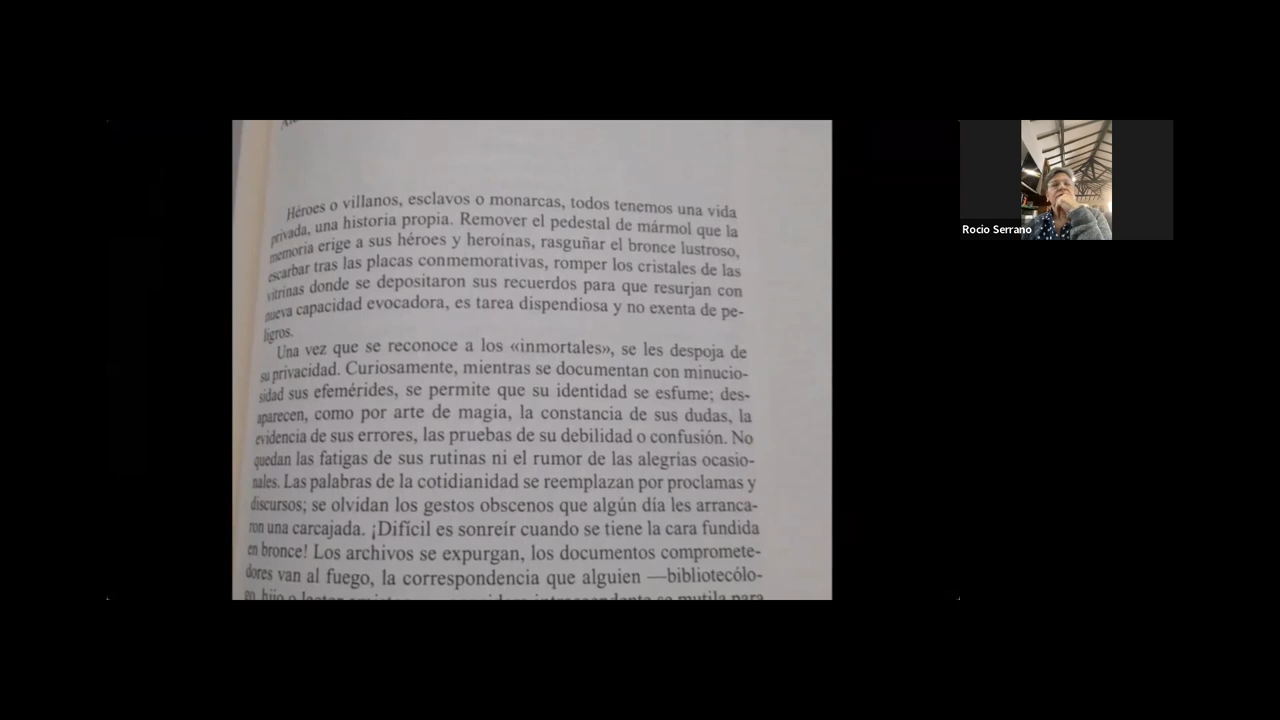 Héroes o villanos, esclavos o monarcas, todos tenemos una vida
privada, una historia propia. Remover el pedestal de mármol que la
memoria erige a sus héroes y heroínas, rasguñar el bronce lustroso,
escarbar tras las placas conmemorativas, romper los cristales de las
vitrinas donde se depositaron sus recuerdos para que resurjan con
nueva capacidad evocadora, es tarea dispendiosa y no exenta de pe-
ligros.
Una vez que se reconoce a los «inmortales», se les despoja de
su privacidad. Curiosamente, mientras se documentan con minucio-
sidad sus efemérides, se permite que su identidad se esfume; des-
aparecen, como por arte de magia, la constancia de sus dudas, la
evidencia de sus errores, las pruebas de su debilidad o confusión. No
quedan las fatigas de sus rutinas ni el rumor de las alegrías ocasio-
nales. Las palabras de la cotidianidad se reemplazan por proclamas y
discursos; se olvidan los gestos obscenos que algún día les arranca-
ron una carcajada. ¡Difícil es sonreír cuando se tiene la cara fundida
en bronce! Los archivos se expurgan, los documentos compromete-
dores van al fuego, la correspondencia que alguien —bibliotecólo-
hijo o lector se mutila para
Rocio Serrano